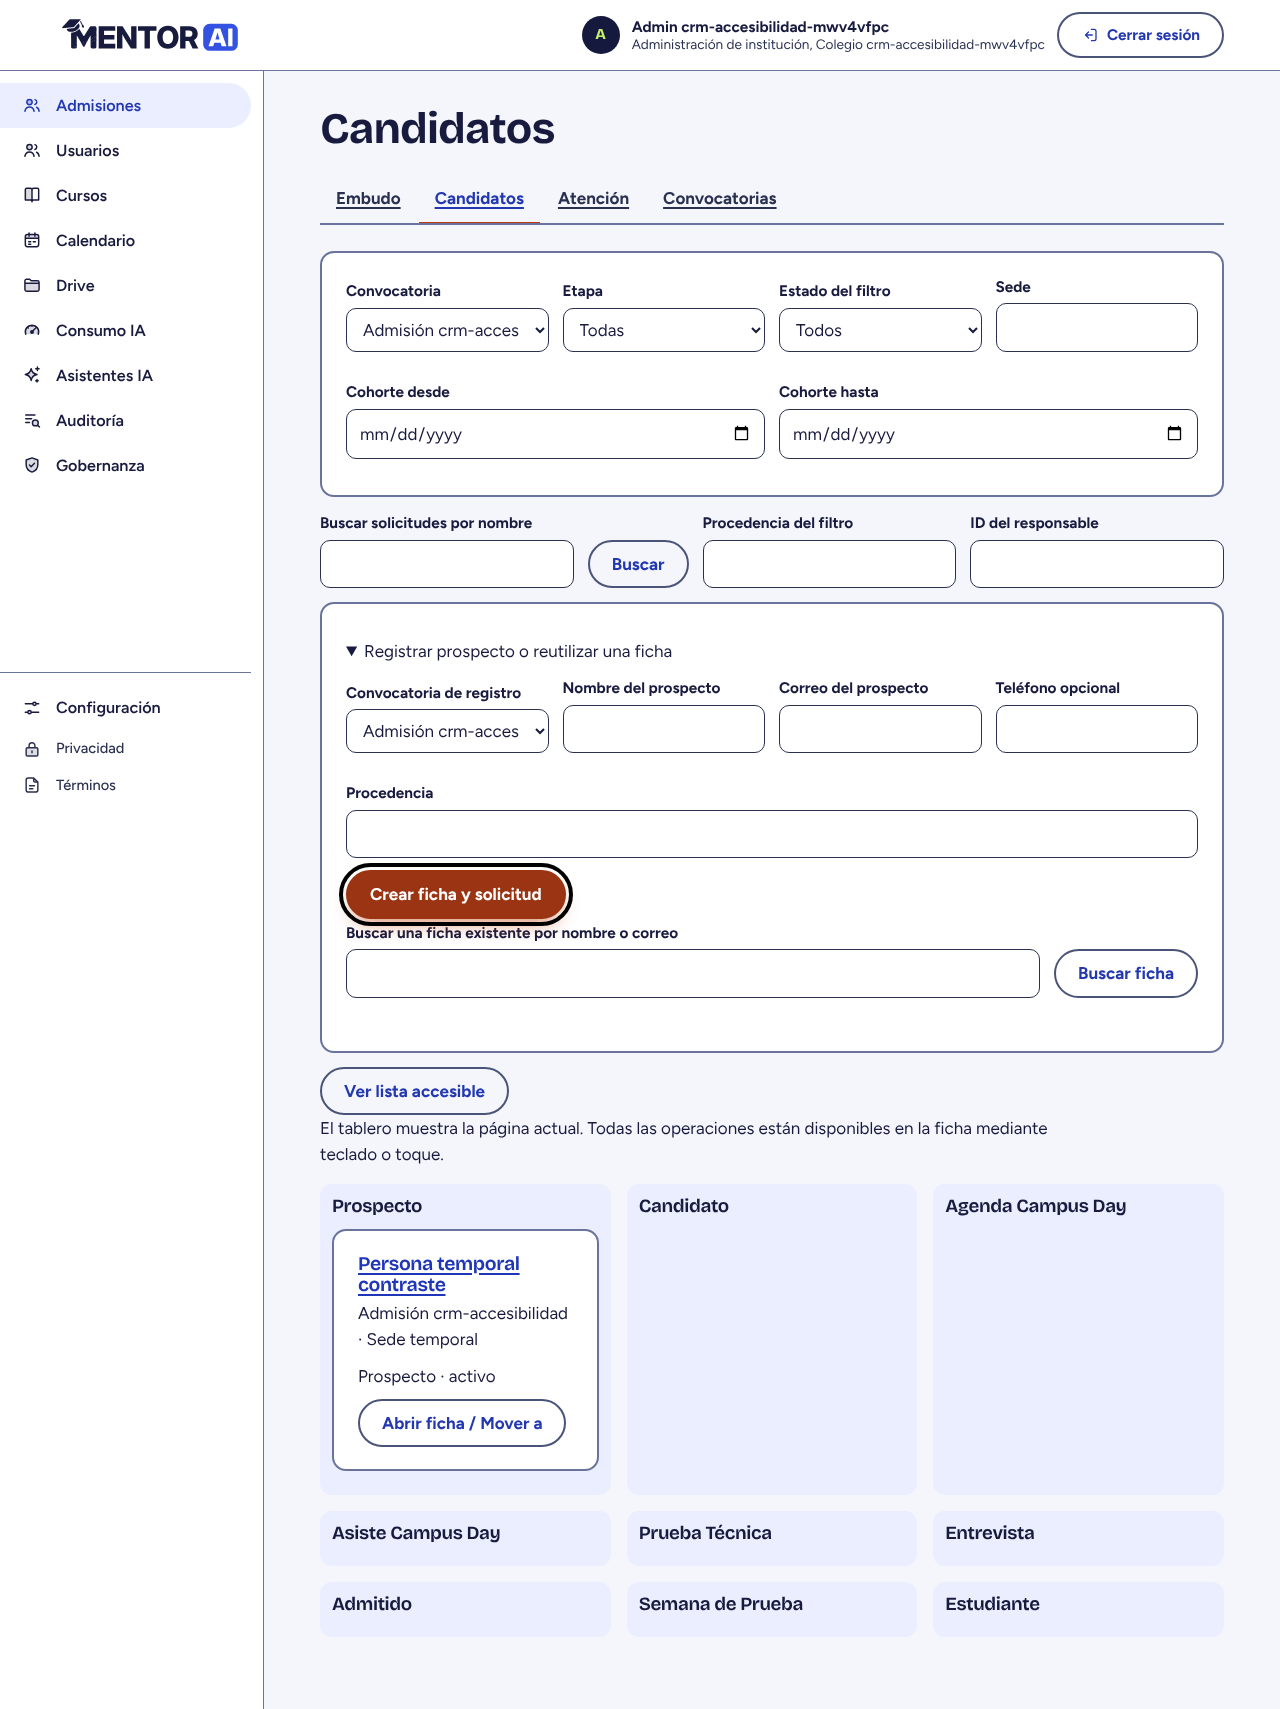 MENTOR AI
A
Admin crm-accesibilidad-mwv4vfpc
Administración de institución, Colegio crm-accesibilidad-mwv4vfpc
Cerrar sesión
Admisiones
Usuarios
Cursos
Calendario
Drive
Consumo IA
Asistentes IA
Auditoría
Gobernanza
Configuración
Privacidad
Términos
Candidatos
Embudo
Candidatos
Atención
Convocatorias
Convocatoria
Etapa
Estado del filtro
Sede
Admisión crm-acces
Todas
Todos
Cohorte desde
Cohorte hasta
mm/dd/yyyy
mm/dd/yyyy
Buscar solicitudes por nombre
Buscar
Procedencia del filtro
ID del responsable
▼ Registrar prospecto o reutilizar una ficha
Convocatoria de registro
Nombre del prospecto
Correo del prospecto
Teléfono opcional
Admisión crm-acces
Procedencia
Crear ficha y solicitud
Buscar una ficha existente por nombre o correo
Buscar ficha
Ver lista accesible
El tablero muestra la página actual. Todas las operaciones están disponibles en la ficha mediante
teclado o toque.
Prospecto
Candidato
Agenda Campus Day
Persona temporal
contraste
Admisión crm-accesibilidad
· Sede temporal
Prospecto · activo
Abrir ficha / Mover a
Asiste Campus Day
Prueba Técnica
Entrevista
Admitido
Semana de Prueba
Estudiante